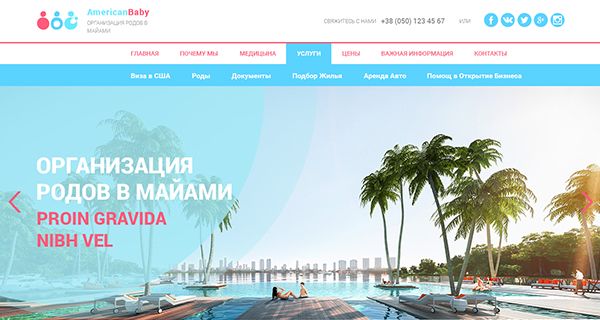 AmericanBaby
ОРГАНИЗАЦИЯ РОДОВ В
МАЙАМИ
СВЯЖИТЕСЬ С НАМИ +38 (050) 123 45 67 ИЛИ
ГЛАВНАЯ ПОЧЕМУ МЫ МЕДИЦИНА УСЛУГИ ЦЕНЫ ВАЖНАЯ ИНФОРМАЦИЯ КОНТАКТЫ
Виза в США Роды Документы Подбор Жилья Аренда Авто Помощ а Открытие Бизнеса
ОРГАНИЗАЦИЯ
РОДОВ В МАЙАМИ
PROIN GRAVIDA
NIBH VEL